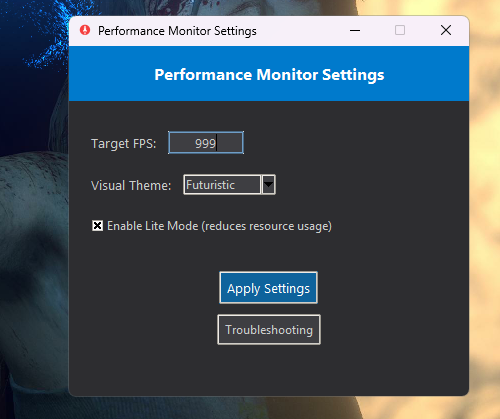 Performance Monitor Settings
Performance Monitor Settings
Target FPS: 999
Visual Theme: Futuristic
Enable Lite Mode (reduces resource usage)
Apply Settings
Troubleshooting